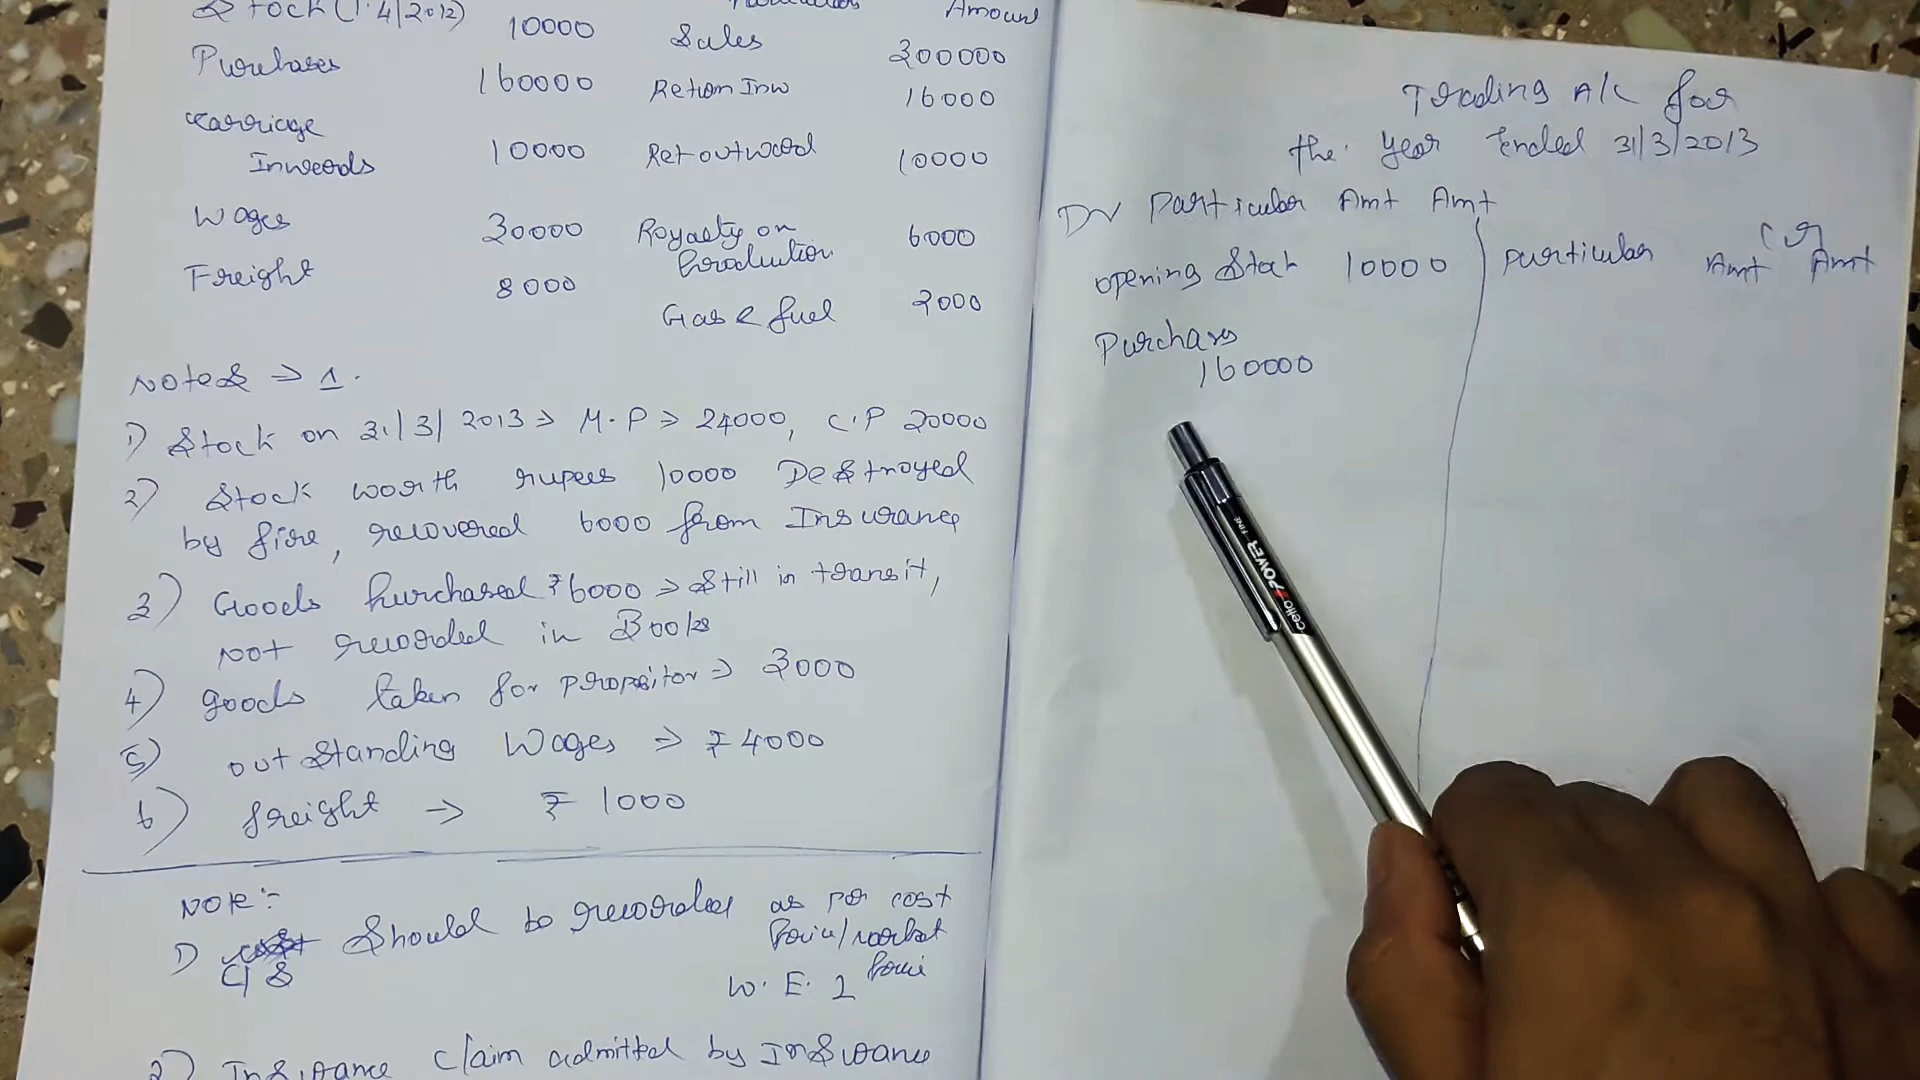 Stock (1.4/2012) 10000
Amount
Purchases 160000
Sales 300000
Carriage
Inwards 10000
Return Inw 16000
Ret outward 10000
Wages 30000
Royalty on
Production 6000
Freight 8000
Gas & fuel 2000
Notes => 1.
1) Stock on 31/3/2013 => M.P => 24000, C.P 20000
2) Stock worth rupees 10000 Destroyed
by fire, recovered 6000 from Insurance
3) Goods purchased ₹6000 => Still in transit,
Not recorded in Books
4) goods taken for propritor => 3000
5) outstanding Wages => ₹4000
6) freight -> ₹1000
Note:-
1) ClS Should be recorded as per cost
Price/market
Price
W.E.L
2) Insurance claim admitted by Insurance
Trading A/c for
the Year Ended 31/3/2013
Dr Particular Amt Amt
Cr
Particular Amt Amt
opening Stock 10000
Purchases
160000
cello POWER FINE